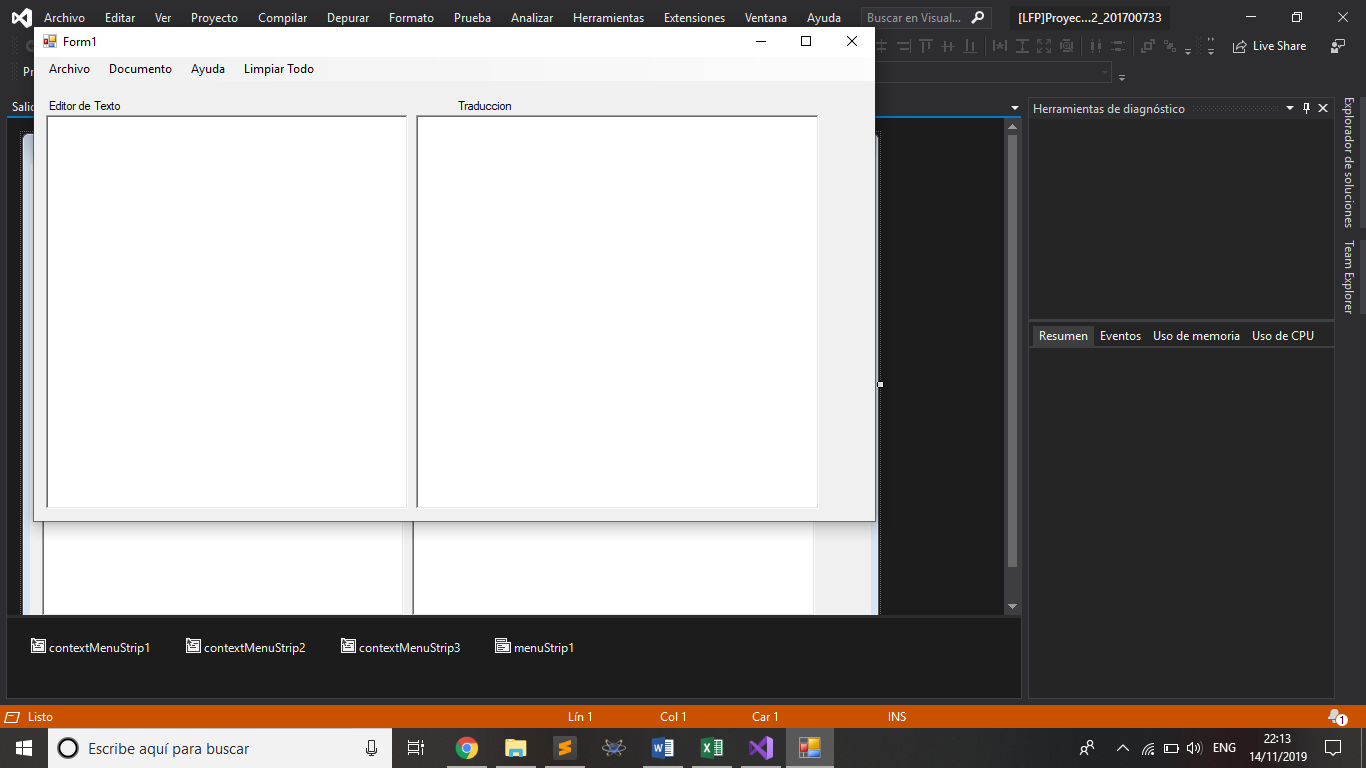 Archivo Editar Ver Proyecto Compilar Depurar Formato Prueba Analizar Herramientas Extensiones Ventana Ayuda Buscar en Visual... [LFP]Proyec...2_201700733
Form1
Live Share
Archivo Documento Ayuda Limpiar Todo
Editor de Texto Traduccion
Herramientas de diagnóstico
Explorador de soluciones
Team Explorer
Resumen Eventos Uso de memoria Uso de CPU
contextMenuStrip1 contextMenuStrip2 contextMenuStrip3 menuStrip1
Listo Lín 1 Col 1 Car 1 INS 1
Escribe aquí para buscar ENG 22:13
14/11/2019